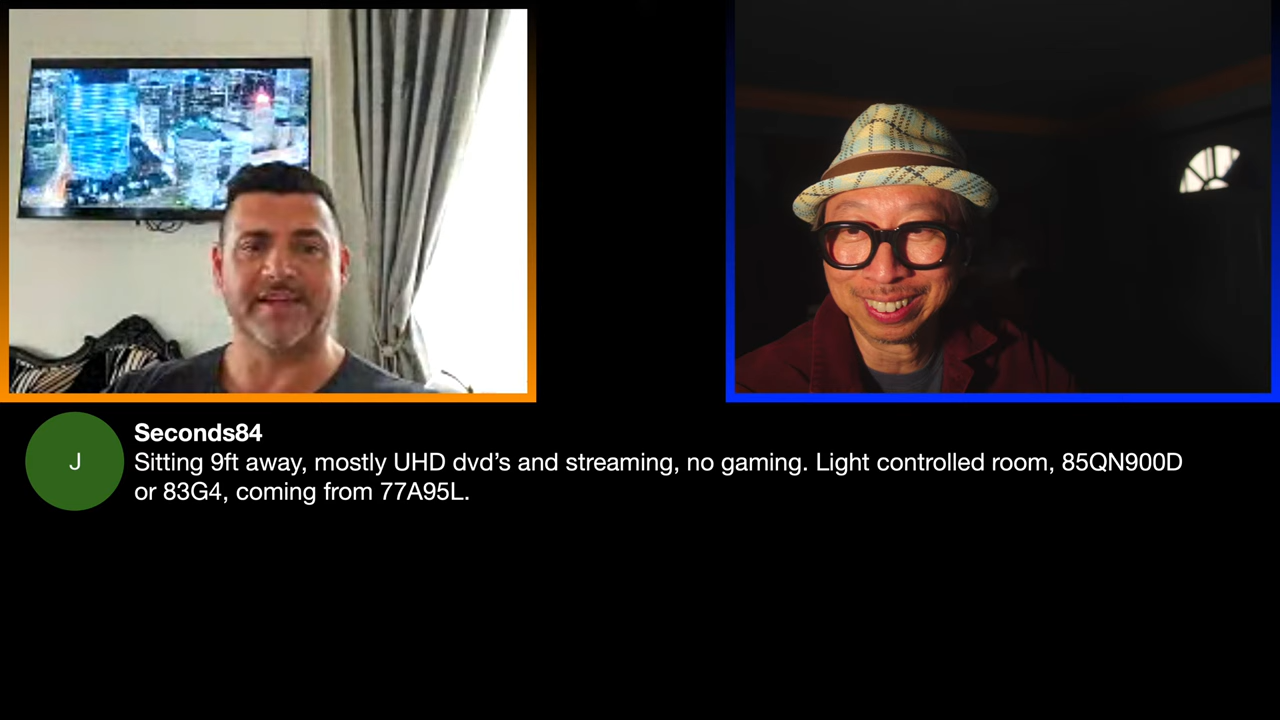 J
Seconds84
Sitting 9ft away, mostly UHD dvd’s and streaming, no gaming. Light controlled room, 85QN900D
or 83G4, coming from 77A95L.